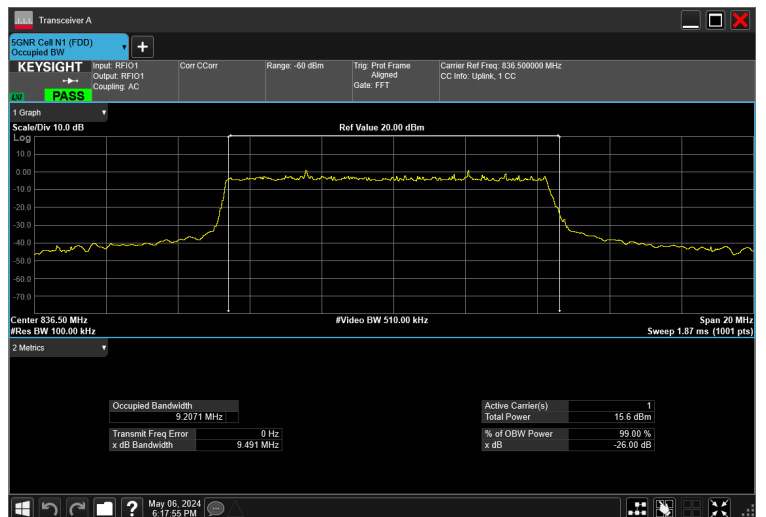 Transceiver A
5GNR Cell N1 (FDD)
Occupied BW
KEYSIGHT
Input: RFIO1
Output: RFIO1
Coupling: AC
Corr CCorr
Range: -60 dBm
Trig: Prot Frame
Aligned
Gate: FFT
Carrier Ref Freq: 836.500000 MHz
CC Info: Uplink, 1 CC
LXI
PASS
1 Graph
Scale/Div 10.0 dB
Ref Value 20.00 dBm
Log
10.0
0.00
-10.0
-20.0
-30.0
-40.0
-50.0
-60.0
-70.0
Center 836.50 MHz
#Video BW 510.00 kHz
Span 20 MHz
#Res BW 100.00 kHz
Sweep 1.87 ms (1001 pts)
2 Metrics
Occupied Bandwidth
9.2071 MHz
Transmit Freq Error 0 Hz
x dB Bandwidth 9.491 MHz
Active Carrier(s) 1
Total Power 15.6 dBm
% of OBW Power 99.00 %
x dB -26.00 dB
?
May 06, 2024
6:17:55 PM